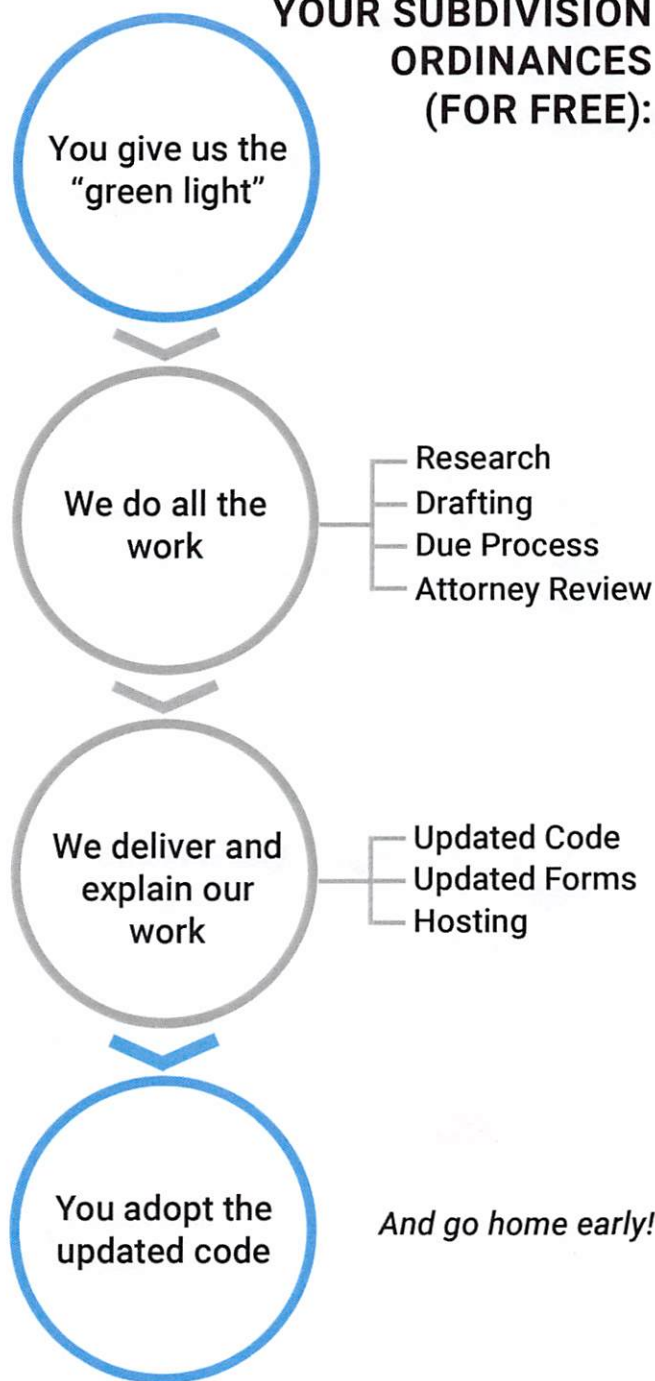 YOUR SUBDIVISION
ORDINANCES
(FOR FREE):
You give us the
“green light”
We do all the
work
Research
Drafting
Due Process
Attorney Review
We deliver and
explain our
work
Updated Code
Updated Forms
Hosting
You adopt the
updated code
And go home early!